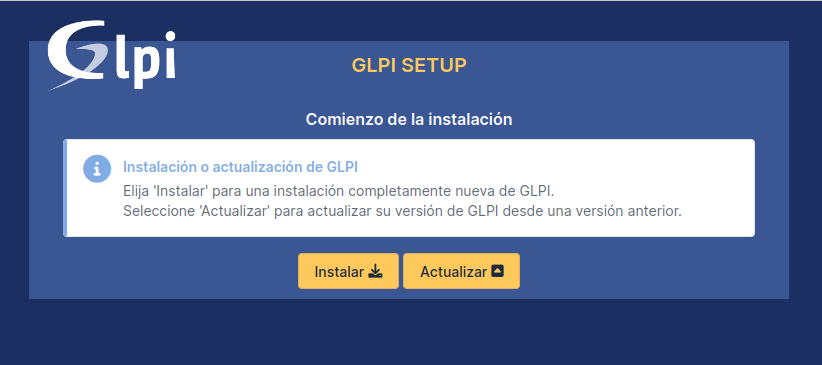 Glpi
GLPI SETUP
Comienzo de la instalación
Instalación o actualización de GLPI
Elija 'Instalar' para una instalación completamente nueva de GLPI.
Seleccione 'Actualizar' para actualizar su versión de GLPI desde una versión anterior.
Instalar Actualizar